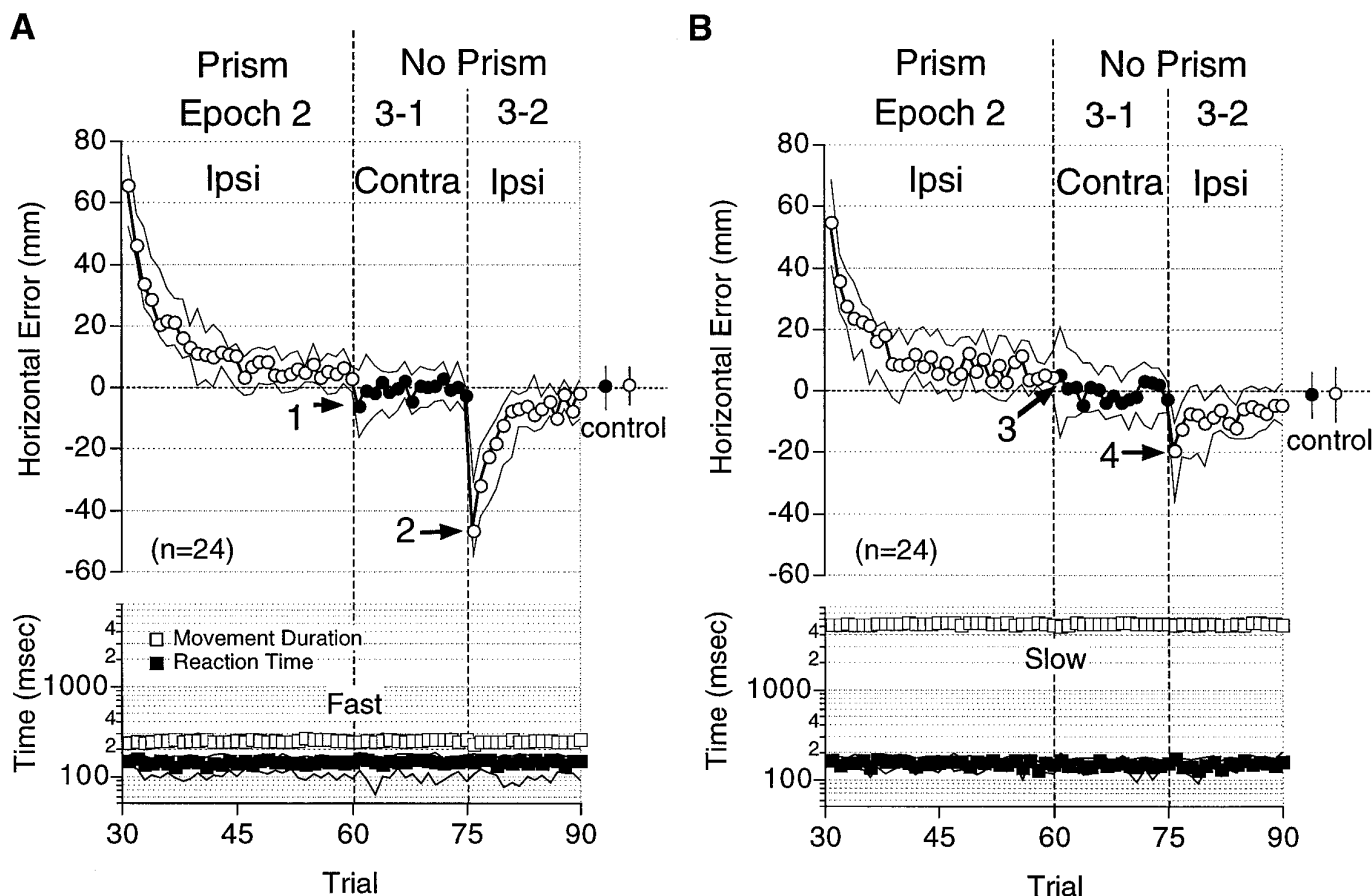 A
Prism
No Prism
Epoch 2
3-1
3-2
80
Ipsi
Contra
Ipsi
60
40
20
0
-20
-40
-60
Horizontal Error (mm)
1
2
control
(n=24)
Movement Duration
Reaction Time
Fast
4
2
1000
4
2
100
Time (msec)
30
45
60
75
90
Trial
B
Prism
No Prism
Epoch 2
3-1
3-2
80
Ipsi
Contra
Ipsi
60
40
20
0
-20
-40
-60
Horizontal Error (mm)
3
4
control
(n=24)
Slow
4
2
1000
4
2
100
Time (msec)
30
45
60
75
90
Trial